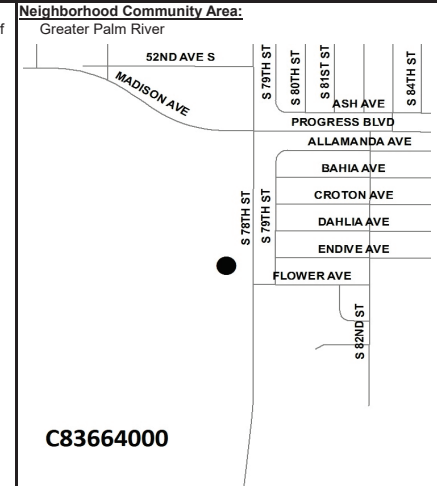 Neighborhood Community Area:
f
Greater Palm River
52ND AVE S
S 79TH ST
S 80TH ST
S 81ST ST
S 84TH ST
MADISON AVE
ASH AVE
PROGRESS BLVD
ALLAMANDA AVE
BAHIA AVE
CROTON AVE
S 78TH ST
S 79TH ST
DAHLIA AVE
ENDIVE AVE
FLOWER AVE
S 82ND ST
C83664000